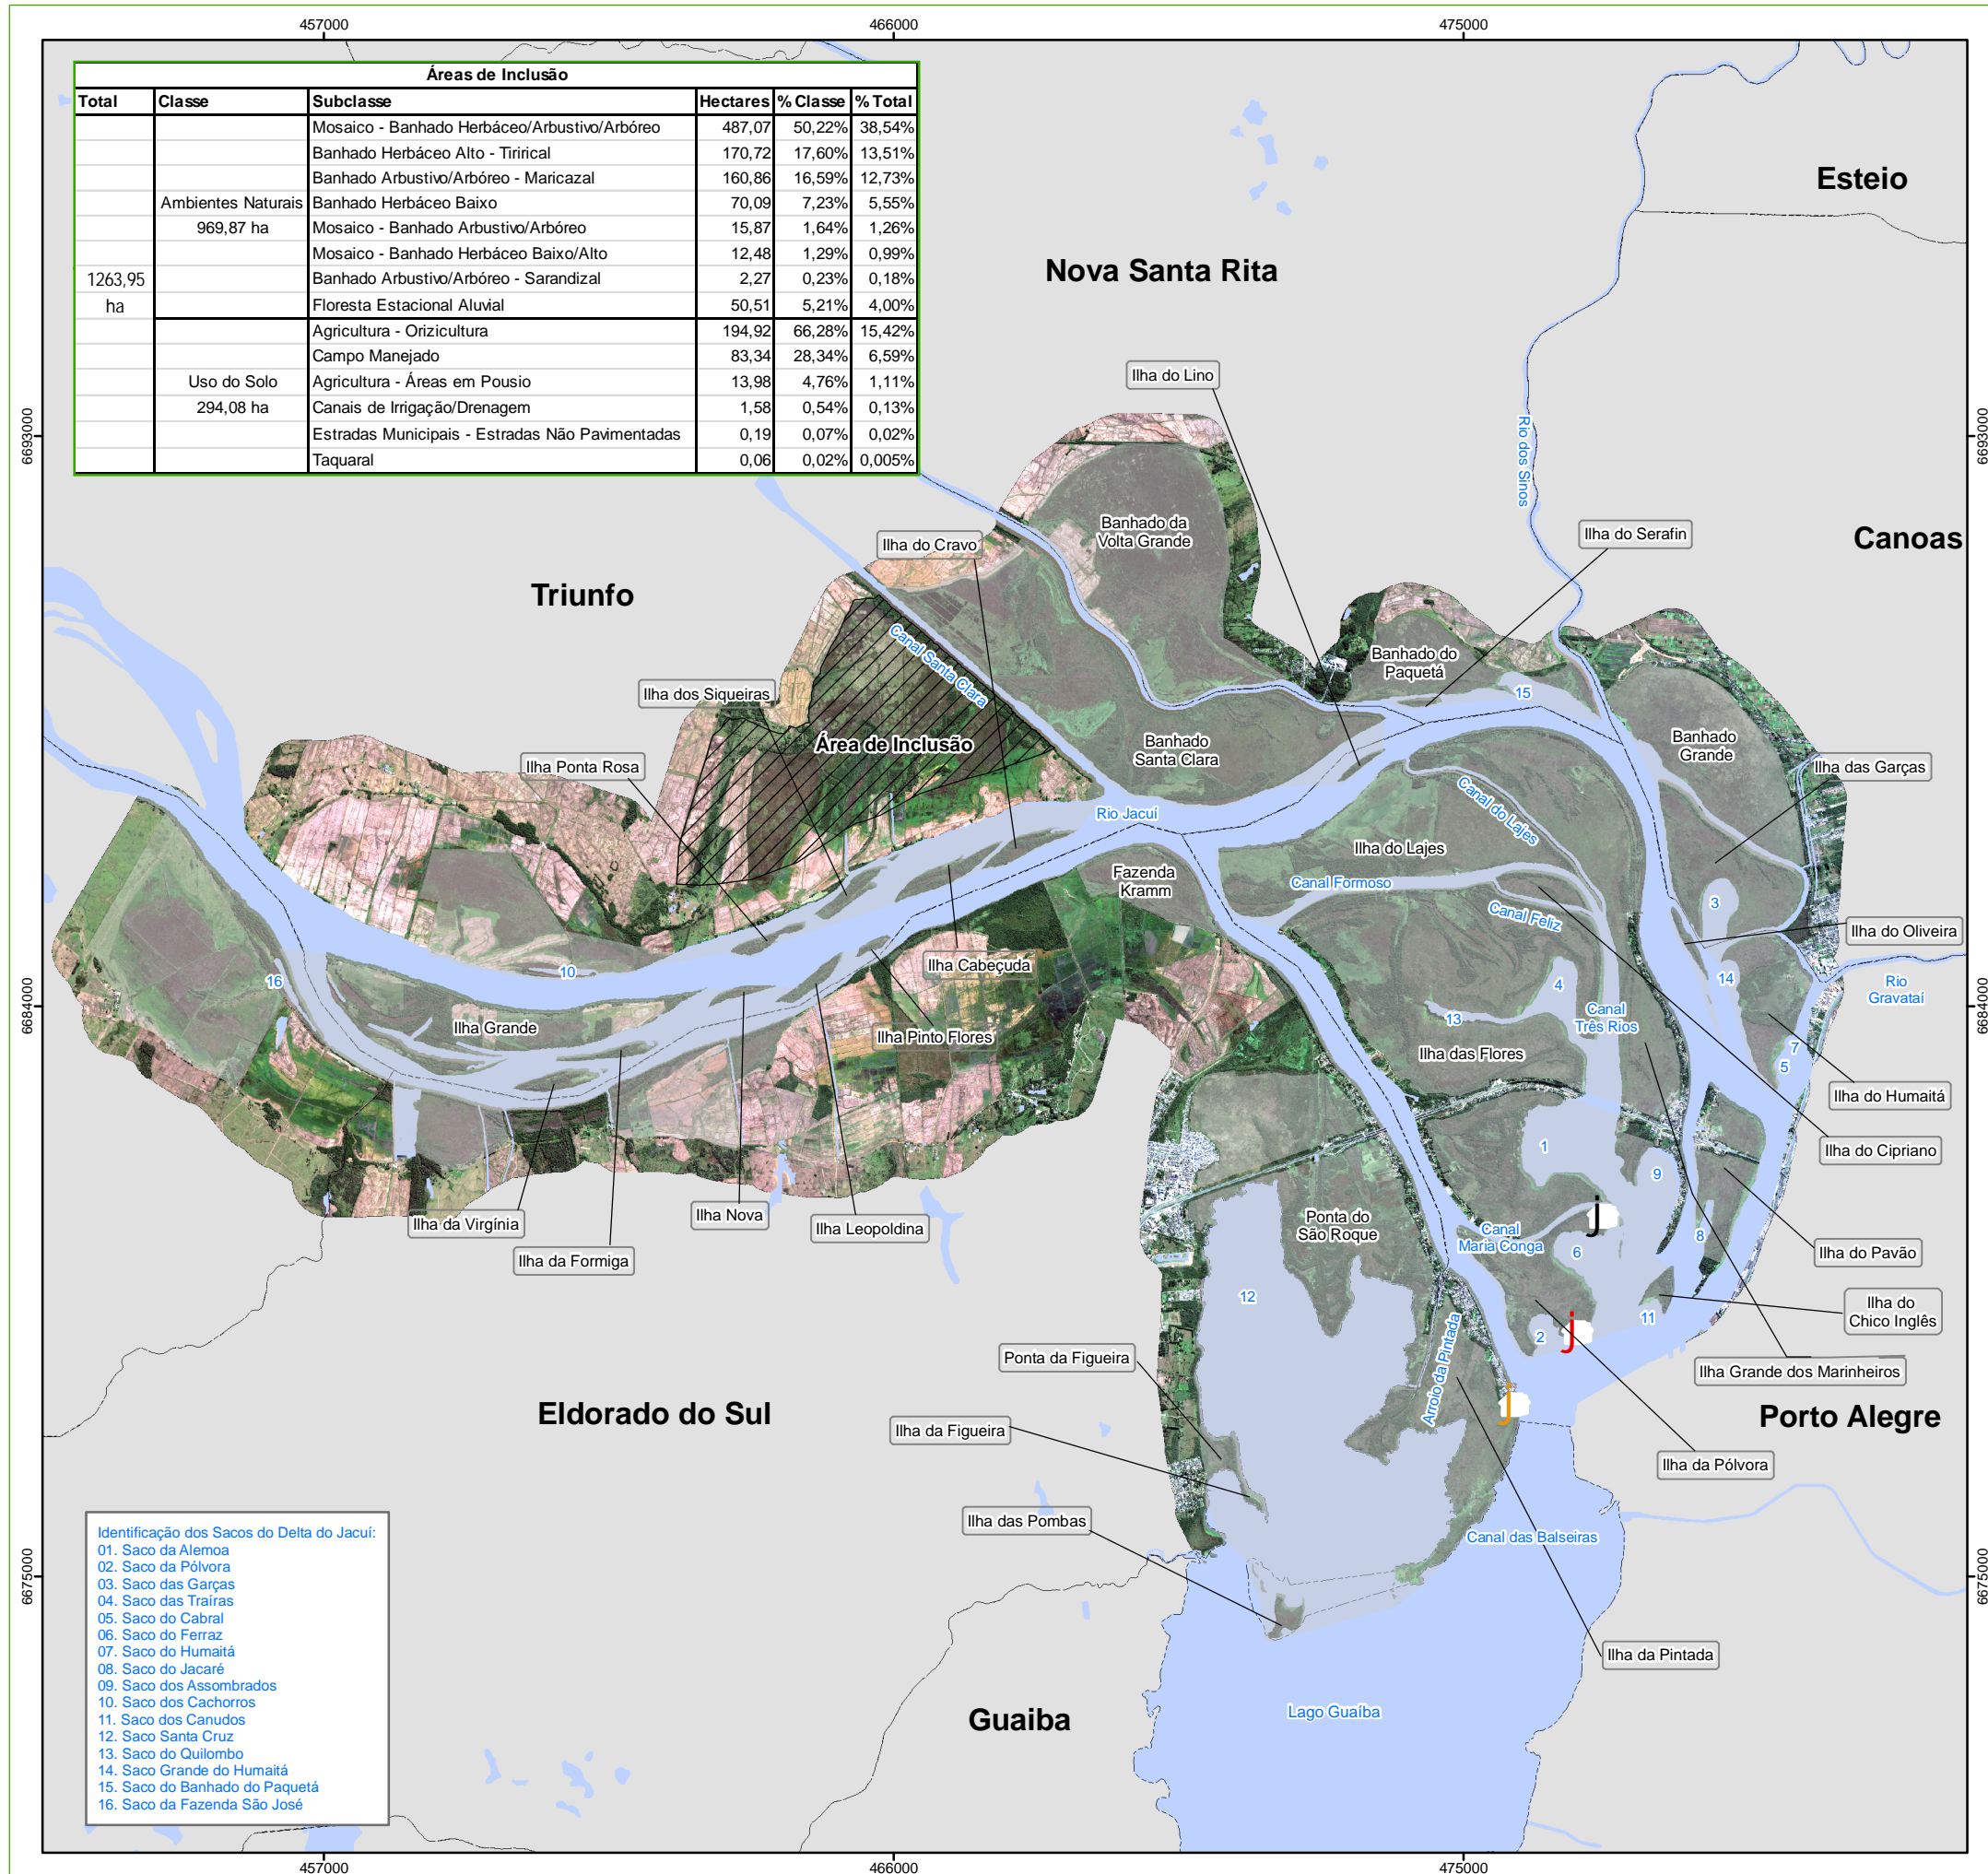 457000
466000
475000
Áreas de Inclusão
Total Classe Subclasse Hectares % Classe % Total
Mosaico - Banhado Herbáceo/Arbustivo/Arbóreo 487,07 50,22% 38,54%
Banhado Herbáceo Alto - Tiririca 170,72 17,60% 13,51%
Banhado Arbustivo/Arbóreo - Maricazal 160,86 16,59% 12,73%
Ambientes Naturais Banhado Herbáceo Baixo 70,09 7,23% 5,55%
969,87 ha Mosaico - Banhado Arbustivo/Arbóreo 15,87 1,64% 1,26%
Mosaico - Banhado Herbáceo Baixo/Alto 12,48 1,29% 0,99%
1263,95 Banhado Arbustivo/Arbóreo - Sarandizal 2,27 0,23% 0,18%
ha Floresta Estacional Aluvial 50,51 5,21% 4,00%
Agricultura - Orizicultura 194,92 66,28% 15,42%
Campo Manejado 83,34 28,34% 6,59%
Uso do Solo Agricultura - Áreas em Pousio 13,98 4,76% 1,11%
294,08 ha Canais de Irrigação/Drenagem 1,58 0,54% 0,13%
Estradas Municipais - Estradas Não Pavimentadas 0,19 0,07% 0,02%
Taquaral 0,06 0,02% 0,005%
Esteio
Nova Santa Rita
Ilha do Lino
6693000
6693000
Rio dos Sinos
Banhado da
Volta Grande
Ilha do Cravo
Ilha do Serafin
Canoas
Triunfo
Canal Santa Clara
Banhado do
Paquetá
Ilha dos Siqueiras
15
Área de Inclusão
Banhado
Santa Clara
Banhado
Grande
Ilha Ponta Rosa
Ilha das Garças
Canal do Lajes
Rio Jacuí
Ilha do Lajes
Fazenda
Kramm
Canal Formoso
3
Canal Feliz
Ilha do Oliveira
Ilha Cabeçuda
10
16
4
14
Rio
Gravataí
6684000
6684000
13
Canal
Três Rios
Ilha Grande
Ilha Pinto Flores
Ilha das Flores
7
5
Ilha do Humaitá
1
Ilha do Cipriano
9
Ilha da Virgínia
Ilha Nova
Ilha Leopoldina
Ponta do
São Roque
j
Canal
Maria Conga
8
6
Ilha do Pavão
Ilha da Formiga
12
Ilha do
Chico Inglês
11
2
j
Ponta da Figueira
Arroio da Pintada
Ilha Grande dos Marinheiros
j
Eldorado do Sul
Porto Alegre
Ilha da Figueira
Ilha da Pólvora
Ilha das Pombas
Canal das Balseiras
6675000
6675000
Ilha da Pintada
Lago Guaíba
Guaiba
Identificação dos Sacos do Delta do Jacuí:
01. Saco da Alemoa
02. Saco da Pólvora
03. Saco das Garças
04. Saco das Traíras
05. Saco do Cabral
06. Saco do Ferraz
07. Saco do Humaitá
08. Saco do Jacaré
09. Saco dos Assombrados
10. Saco dos Cachorros
11. Saco dos Canudos
12. Saco Santa Cruz
13. Saco do Quilombo
14. Saco Grande do Humaitá
15. Saco do Banhado do Paquetá
16. Saco da Fazenda São José
457000
466000
475000